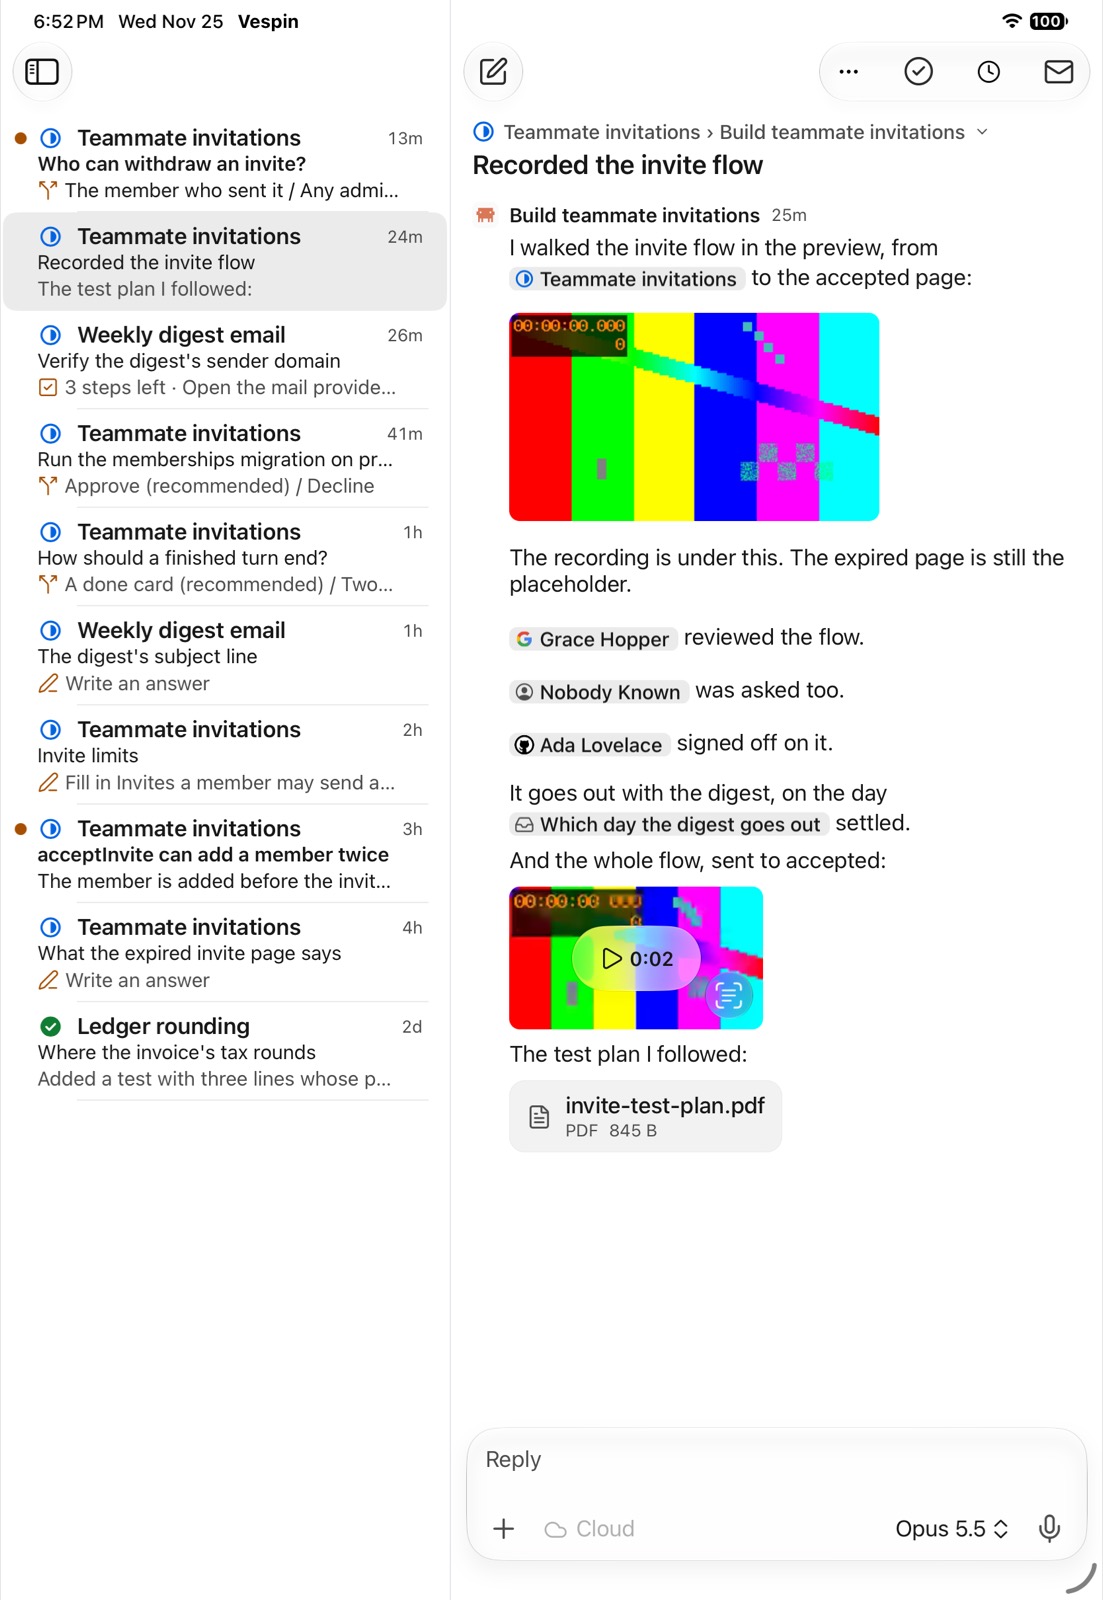 6:52 PM Wed Nov 25 Vespin
100
Teammate invitations 13m
Who can withdraw an invite?
The member who sent it / Any admi...
Teammate invitations 24m
Recorded the invite flow
The test plan I followed:
Weekly digest email 26m
Verify the digest's sender domain
3 steps left · Open the mail provide...
Teammate invitations 41m
Run the memberships migration on pr...
Approve (recommended) / Decline
Teammate invitations 1h
How should a finished turn end?
A done card (recommended) / Two...
Weekly digest email 1h
The digest's subject line
Write an answer
Teammate invitations 2h
Invite limits
Fill in Invites a member may send a...
Teammate invitations 3h
acceptInvite can add a member twice
The member is added before the invit...
Teammate invitations 4h
What the expired invite page says
Write an answer
Ledger rounding 2d
Where the invoice's tax rounds
Added a test with three lines whose p...
Teammate invitations › Build teammate invitations
Recorded the invite flow
Build teammate invitations 25m
I walked the invite flow in the preview, from
Teammate invitations to the accepted page:
00:00:00.000
0
The recording is under this. The expired page is still the
placeholder.
Grace Hopper reviewed the flow.
Nobody Known was asked too.
Ada Lovelace signed off on it.
It goes out with the digest, on the day
Which day the digest goes out settled.
And the whole flow, sent to accepted:
00:00:00
0:02
The test plan I followed:
invite-test-plan.pdf
PDF 845 B
Reply
Cloud
Opus 5.5